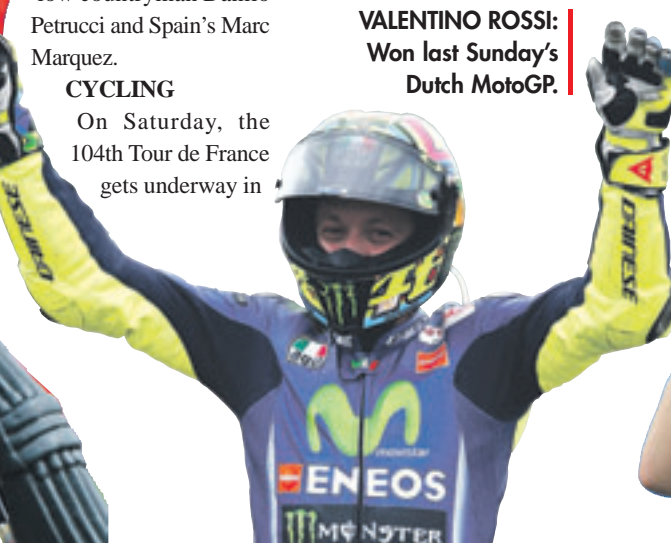 Petrucci and Spain's Marc
Marquez.
CYCLING
On Saturday, the
104th Tour de France
gets underway in
VALENTINO ROSSI:
Won last Sunday's
Dutch MotoGP.
DAINESE
DAINESE
46
movistar
ENEOS
MONSTER